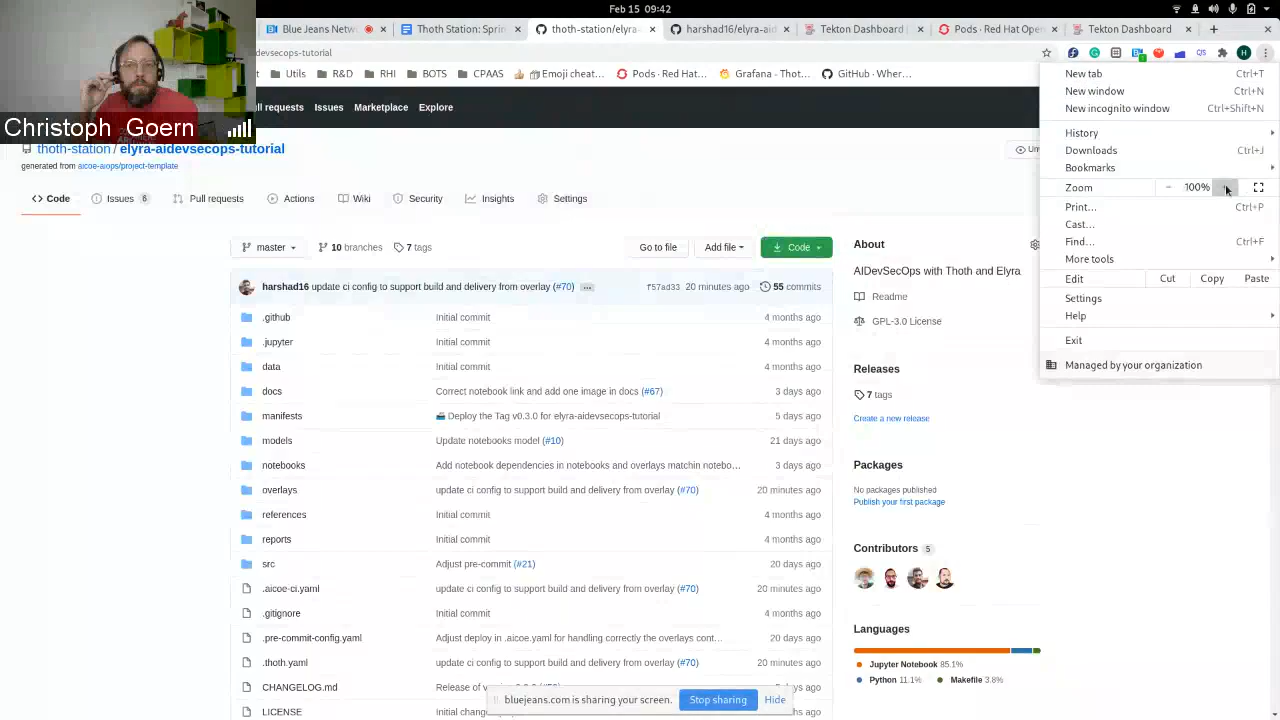 Feb 15 09:42
Blue Jeans Netw
Thoth Station: Sprin
thoth-station/elyra-
harshad16/elyra-aid
Tekton Dashboard
Red Hat Ope
devsecops-tutorial
Utils R&D RHI BOTS CPAAS Emoji cheat... Pods · Red Hat... Grafana - Thot... GitHub · Wher...
ull requests Issues Marketplace Explore
Christoph Goern
thoth-station / elyra-aidevsecops-tutorial
generated from aicoe-aiops/project-template
Code Issues 6 Pull requests Actions Wiki Security Insights Settings
master 10 branches 7 tags Go to file Add file Code
harshad16 update ci config to support build and delivery from overlay (#70) ... f57ad33 20 minutes ago 55 commits
.github Initial commit 4 months ago
.jupyter Initial commit 4 months ago
data Initial commit 4 months ago
docs Correct notebook link and add one image in docs (#67) 3 days ago
manifests Deploy the Tag v0.3.0 for elyra-aidevsecops-tutorial 5 days ago
models Update notebooks model (#10) 21 days ago
notebooks Add notebook dependencies in notebooks and overlays matchin notebo... 3 days ago
overlays update ci config to support build and delivery from overlay (#70) 20 minutes ago
references Initial commit 4 months ago
reports Initial commit 4 months ago
src Adjust pre-commit (#21) 20 days ago
.aicoe-ci.yaml update ci config to support build and delivery from overlay (#70) 20 minutes ago
.gitignore Initial commit 4 months ago
.pre-commit-config.yaml Adjust deploy in .aicoe.yaml for handling correctly the overlays cont... 20 days ago
.thoth.yaml update ci config to support build and delivery from overlay (#70) 20 minutes ago
CHANGELOG.md Release of days ago
LICENSE Initial months ago
bluejeans.com is sharing your screen. Stop sharing Hide
About
AIDevSecOps with Thoth and Elyra
Readme
GPL-3.0 License
Releases
7 tags
Create a new release
Packages
No packages published
Publish your first package
Contributors 5
Languages
Jupyter Notebook 85.1%
Python 11.1% Makefile 3.8%
New tab Ctrl+T
New window Ctrl+N
New incognito window Ctrl+Shift+N
History
Downloads Ctrl+J
Bookmarks
Zoom - 100%
Print... Ctrl+P
Cast...
Find... Ctrl+F
More tools
Edit Cut Copy Paste
Settings
Help
Exit
Managed by your organization